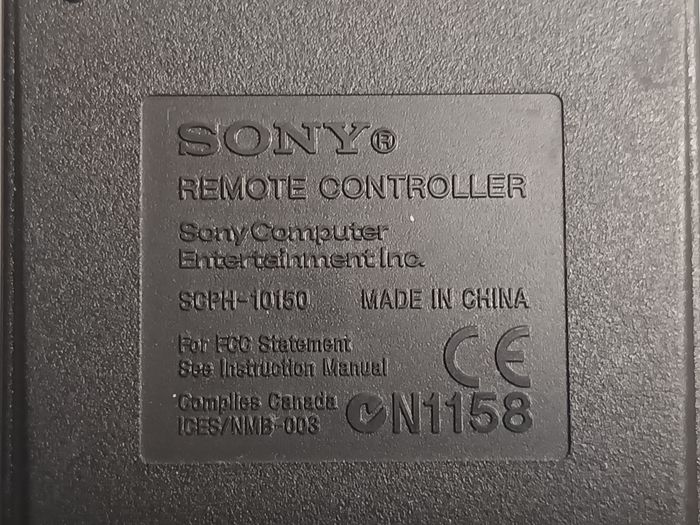 SONY®
REMOTE CONTROLLER
Sony Computer
Entertainment Inc.
SCPH-10150 MADE IN CHINA
For FCC Statement
See Instruction Manual
CE
Complies Canada
ICES/NMB-003
N1158